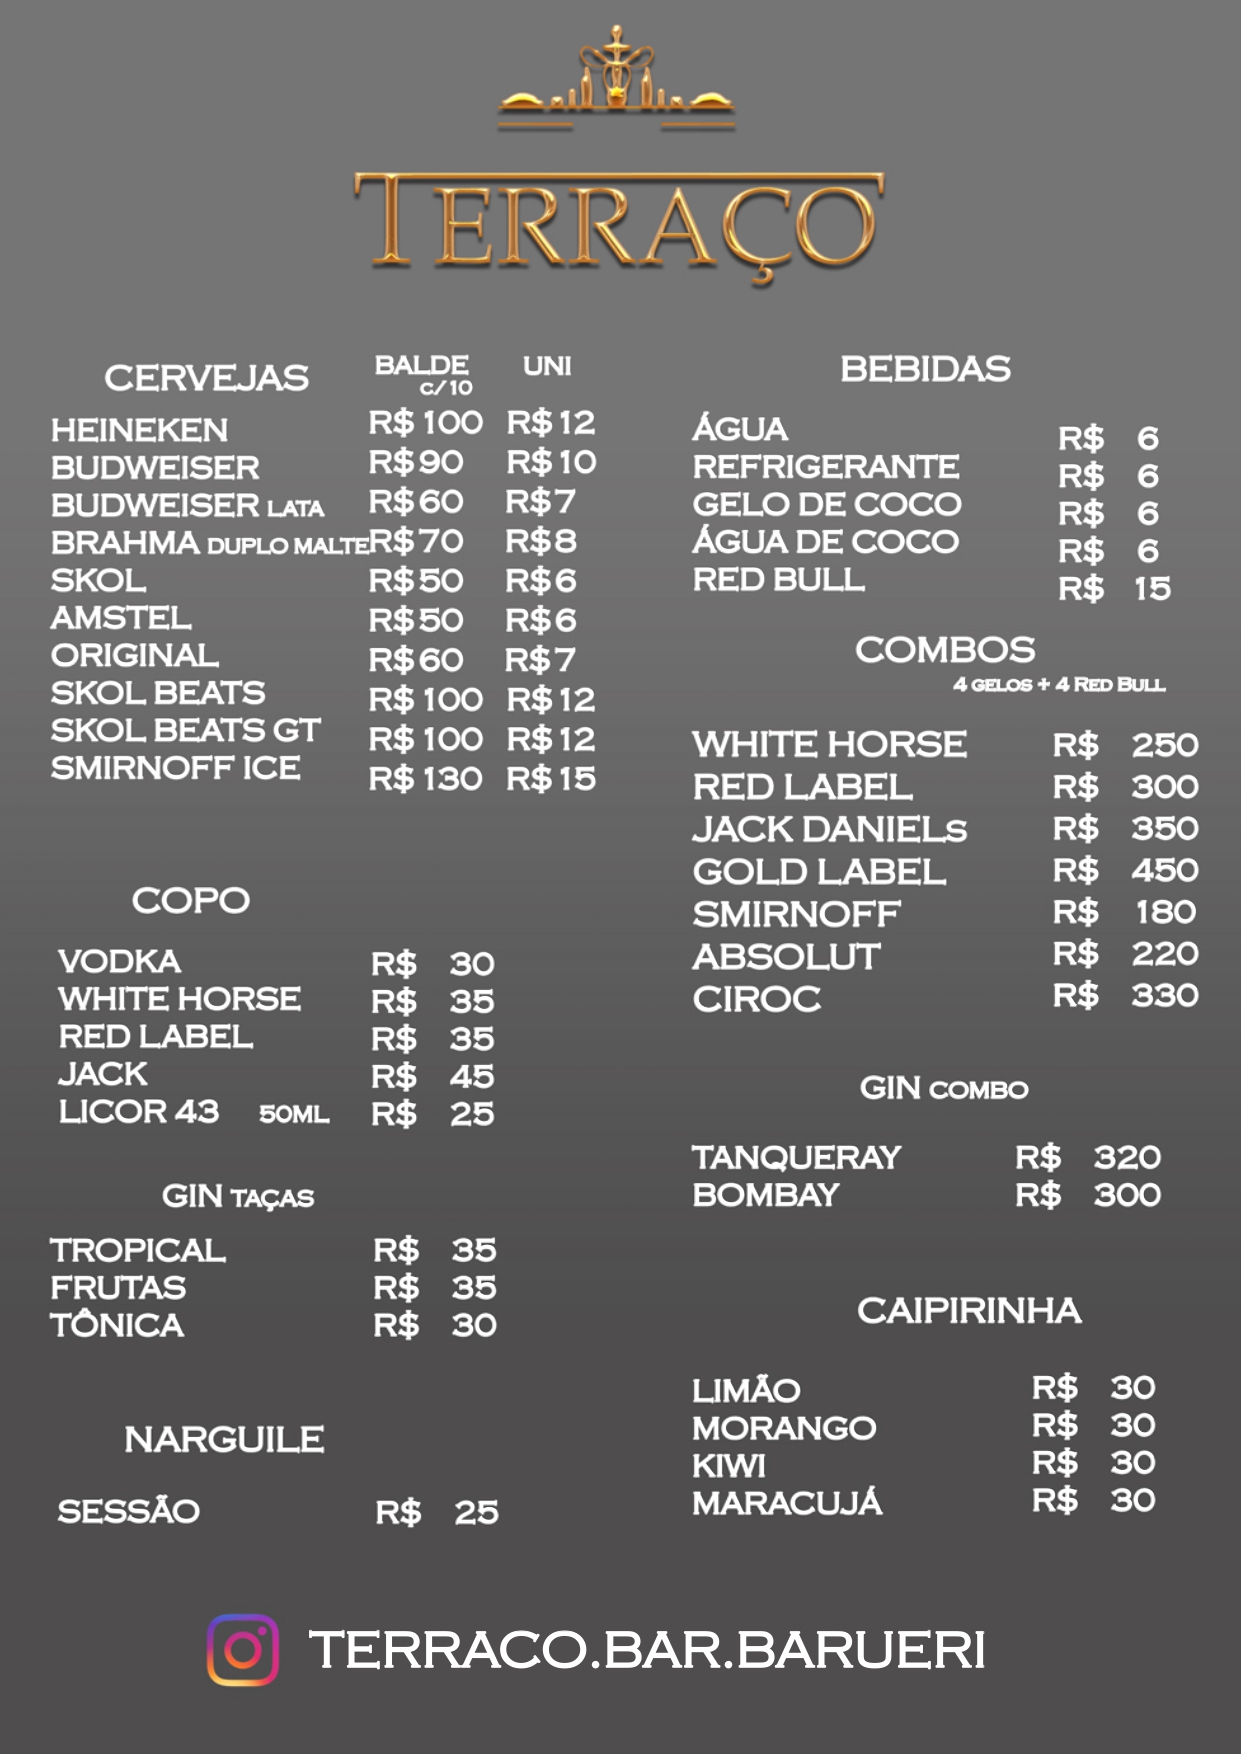 TERRAÇO
CERVEJAS BALDE UNI
c/10
HEINEKEN R$ 100 R$ 12
BUDWEISER R$ 90 R$ 10
BUDWEISER LATA R$ 60 R$ 7
BRAHMA DUPLO MALTE R$ 70 R$ 8
SKOL R$ 50 R$ 6
AMSTEL R$ 50 R$ 6
ORIGINAL R$ 60 R$ 7
SKOL BEATS R$ 100 R$ 12
SKOL BEATS GT R$ 100 R$ 12
SMIRNOFF ICE R$ 130 R$ 15
COPO
VODKA R$ 30
WHITE HORSE R$ 35
RED LABEL R$ 35
JACK R$ 45
LICOR 43 50ML R$ 25
GIN TAÇAS
TROPICAL R$ 35
FRUTAS R$ 35
TÔNICA R$ 30
NARGUILE
SESSÃO R$ 25
BEBIDAS
ÁGUA R$ 6
REFRIGERANTE R$ 6
GELO DE COCO R$ 6
ÁGUA DE COCO R$ 6
RED BULL R$ 15
COMBOS
4 GELOS + 4 RED BULL
WHITE HORSE R$ 250
RED LABEL R$ 300
JACK DANIELs R$ 350
GOLD LABEL R$ 450
SMIRNOFF R$ 180
ABSOLUT R$ 220
CIROC R$ 330
GIN COMBO
TANQUERAY R$ 320
BOMBAY R$ 300
CAIPIRINHA
LIMÃO R$ 30
MORANGO R$ 30
KIWI R$ 30
MARACUJÁ R$ 30
TERRACO.BAR.BARUERI